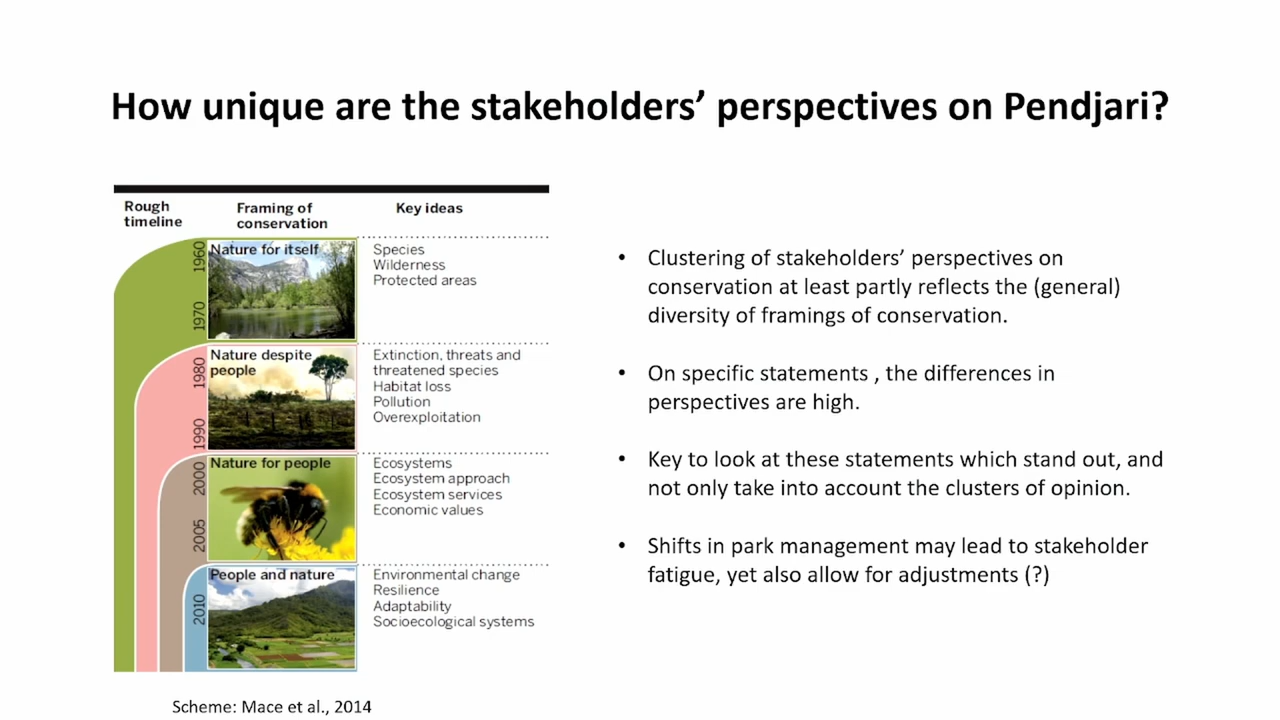 How unique are the stakeholders’ perspectives on Pendjari?
Rough
timeline
Framing of
conservation
Key ideas
1960
1970
Nature for itself
Species
Wilderness
Protected areas
1980
1990
Nature despite
people
Extinction, threats and
threatened species
Habitat loss
Pollution
Overexploitation
2000
2005
Nature for people
Ecosystems
Ecosystem approach
Ecosystem services
Economic values
2010
People and nature
Environmental change
Resilience
Adaptability
Socioecological systems
Scheme: Mace et al., 2014
• Clustering of stakeholders’ perspectives on
conservation at least partly reflects the (general)
diversity of framings of conservation.
• On specific statements , the differences in
perspectives are high.
• Key to look at these statements which stand out, and
not only take into account the clusters of opinion.
• Shifts in park management may lead to stakeholder
fatigue, yet also allow for adjustments (?)